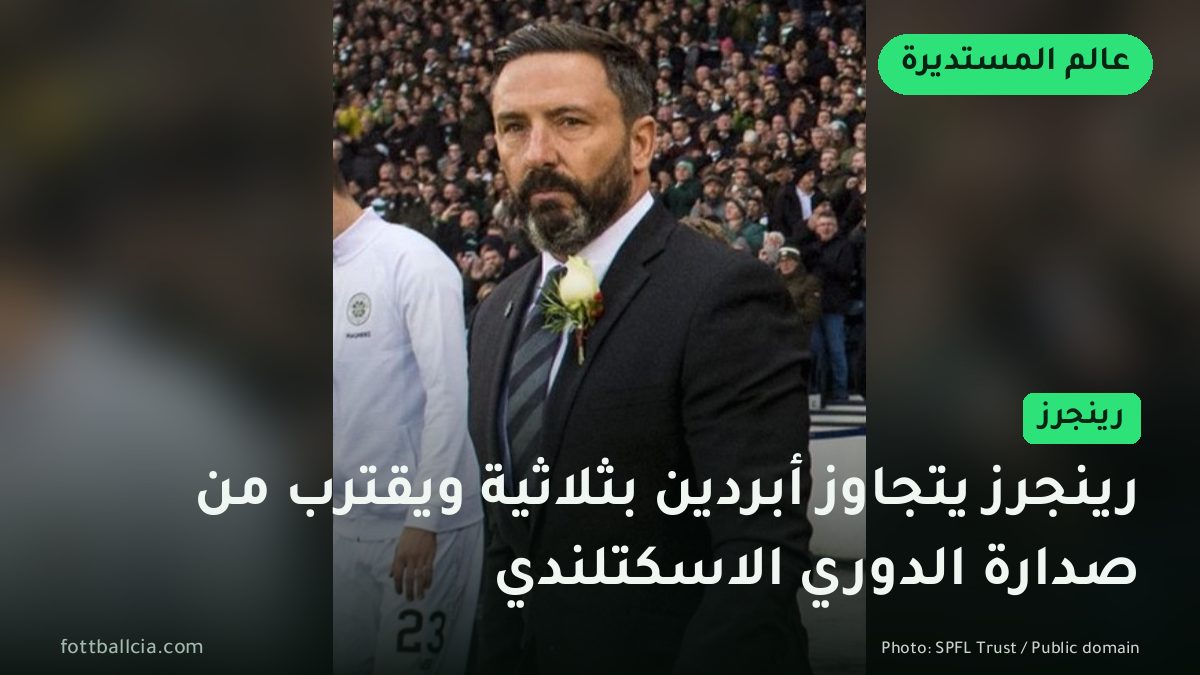 عالم المستديرة
رينجرز
رينجرز يتجاوز أبردين بثلاثية ويقترب من
صدارة الدوري الاسكتلندي
23
fottballcia.com
Photo: SPFL Trust / Public domain